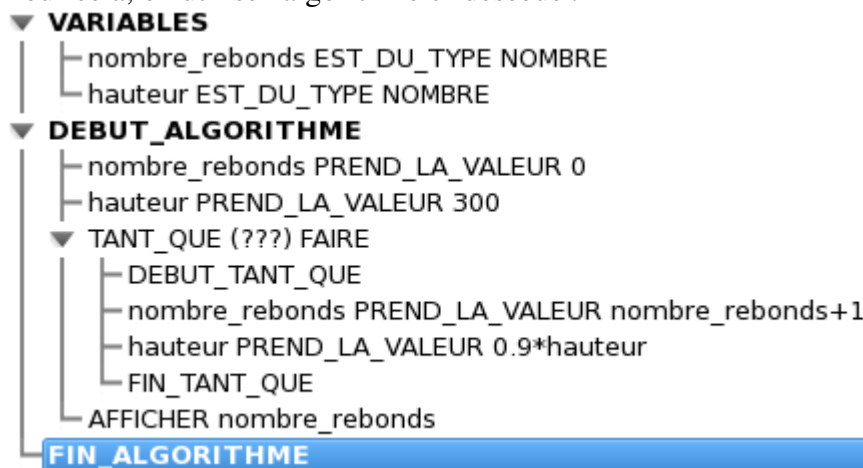 VARIABLES
nombre_rebonds EST_DU_TYPE NOMBRE
hauteur EST_DU_TYPE NOMBRE
DEBUT_ALGORITHME
nombre_rebonds PREND_LA_VALEUR 0
hauteur PREND_LA_VALEUR 300
TANT_QUE (???) FAIRE
DEBUT_TANT_QUE
nombre_rebonds PREND_LA_VALEUR nombre_rebonds+1
hauteur PREND_LA_VALEUR 0.9*hauteur
FIN_TANT_QUE
AFFICHER nombre_rebonds
FIN_ALGORITHME